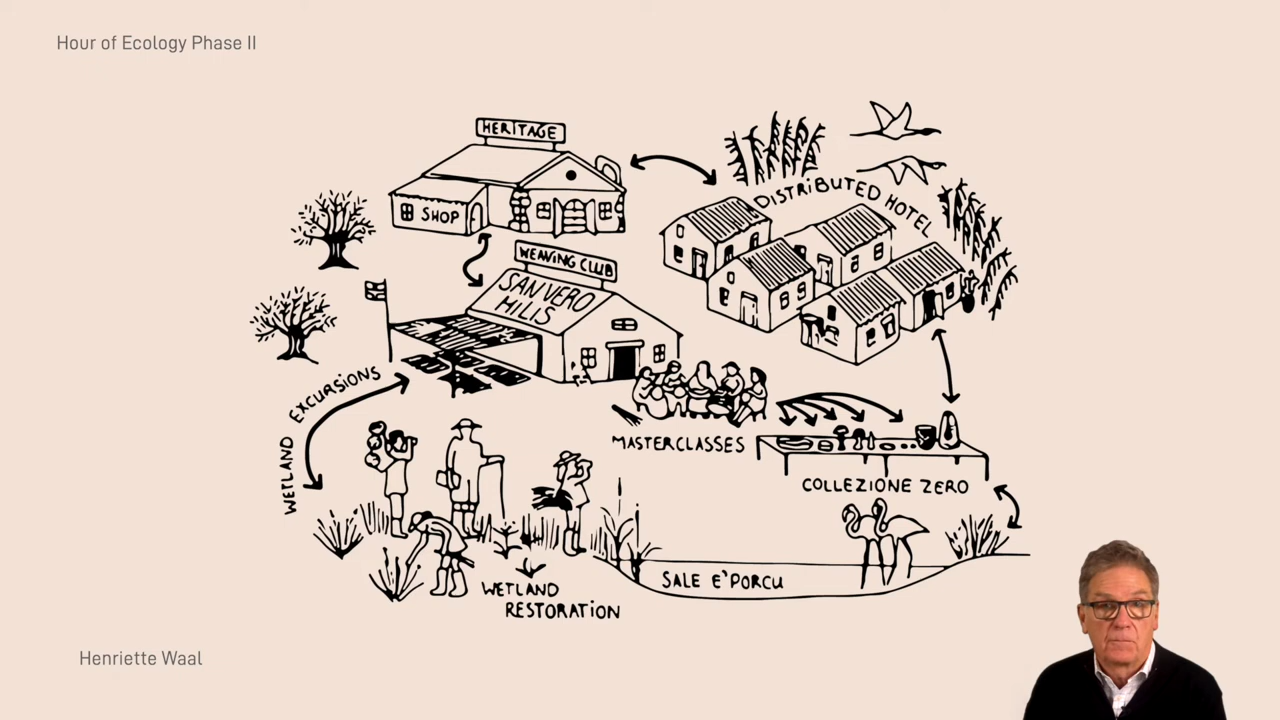 Hour of Ecology Phase II
HERITAGE
SHOP
DISTRIBUTED HOTEL
WEAVING CLUB
SAN VERO
MILIS
WETLAND EXCURSIONS
MASTERCLASSES
COLLEZIONE ZERO
SALE E'PORCU
WETLAND
RESTORATION
Henriette Waal